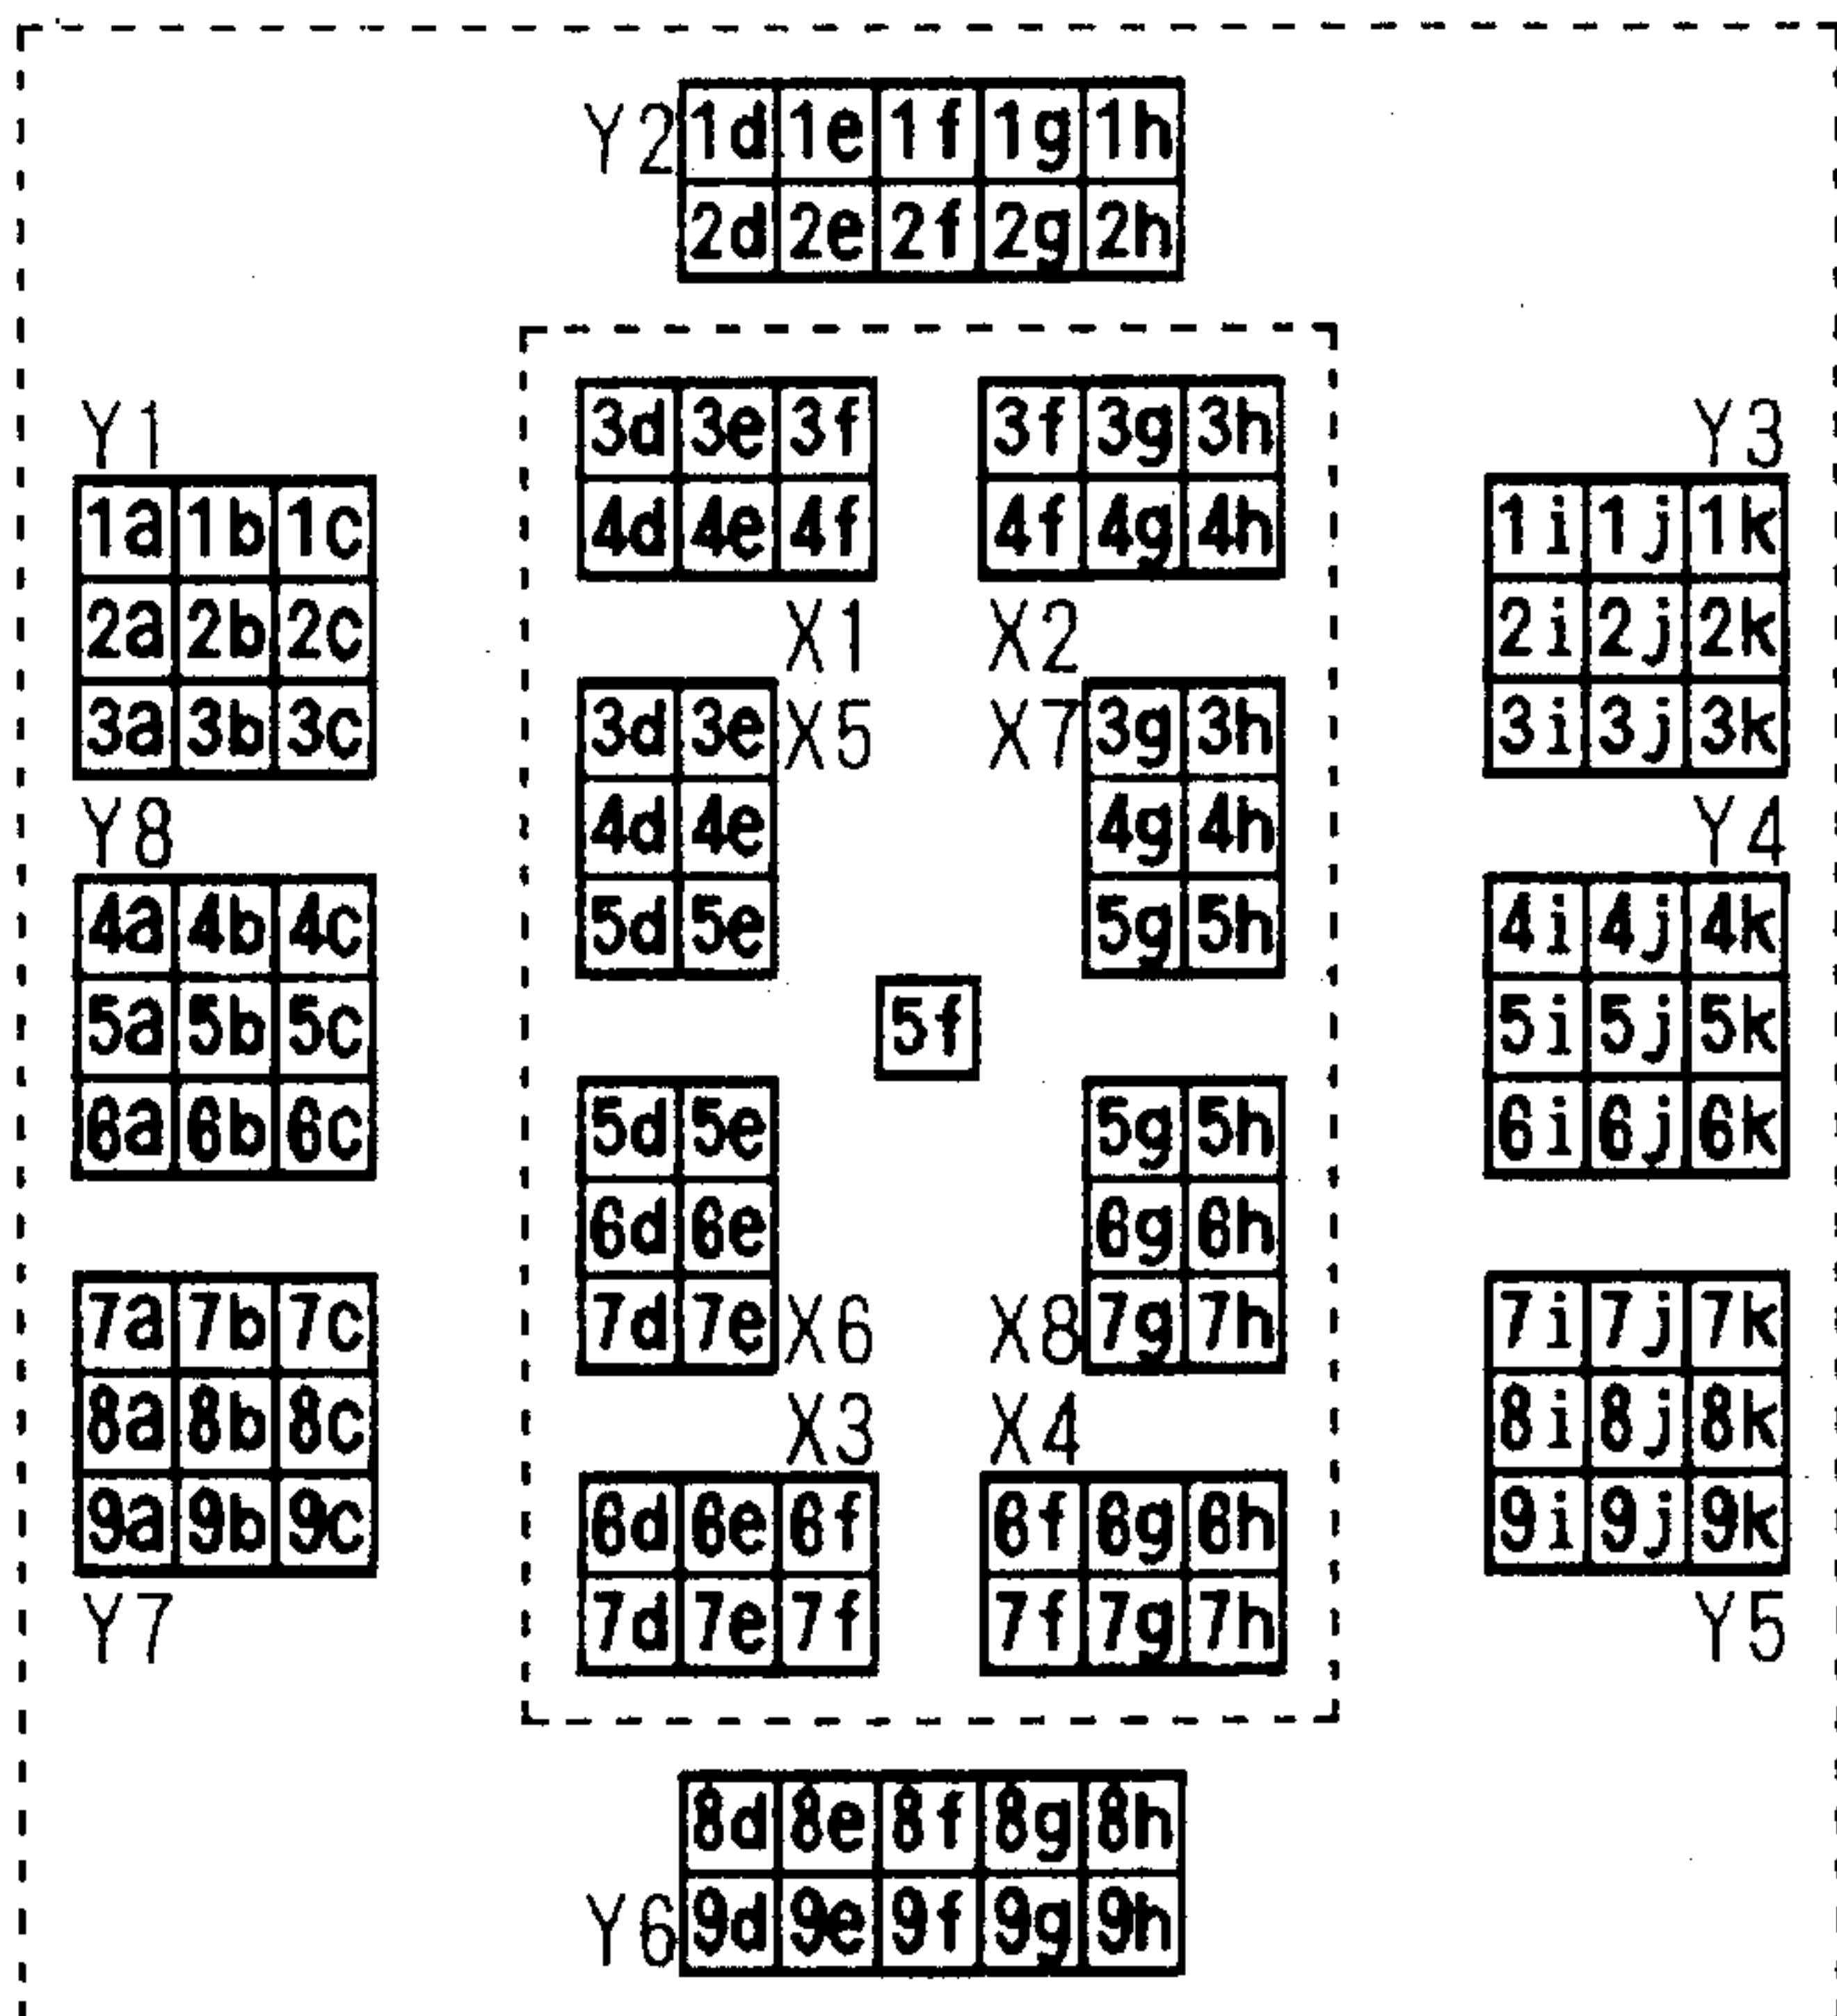 Y2 1d 1e 1f 1g 1h
2d 2e 2f 2g 2h
Y1
1a 1b 1c
2a 2b 2c
3a 3b 3c
Y8
4a 4b 4c
5a 5b 5c
6a 6b 6c
7a 7b 7c
8a 8b 8c
9a 9b 9c
Y7
3d 3e 3f
4d 4e 4f
X1
3f 3g 3h
4f 4g 4h
X2
3d 3e X5
4d 4e
5d 5e
X7 3g 3h
4g 4h
5g 5h
5f
5d 5e
6d 6e
7d 7e X6
5g 5h
6g 6h
X8 7g 7h
X3
6d 6e 6f
7d 7e 7f
X4
6f 6g 6h
7f 7g 7h
Y3
1i 1j 1k
2i 2j 2k
3i 3j 3k
Y4
4i 4j 4k
5i 5j 5k
6i 6j 6k
7i 7j 7k
8i 8j 8k
9i 9j 9k
Y5
8d 8e 8f 8g 8h
Y6 9d 9e 9f 9g 9h